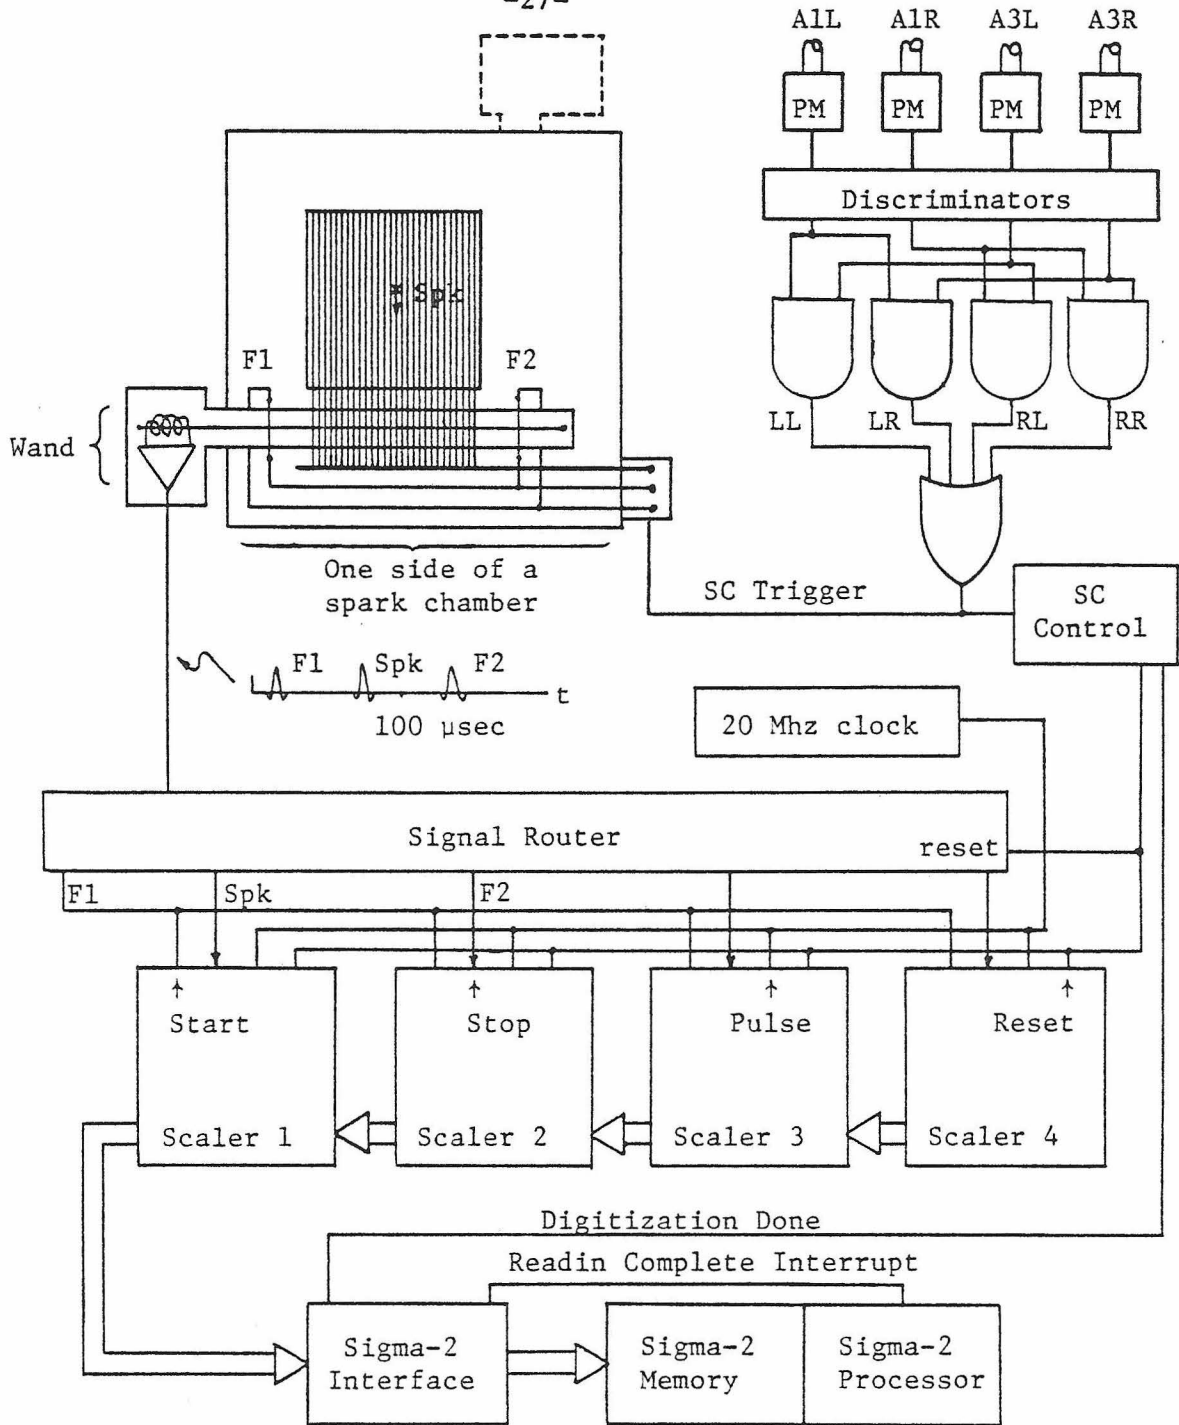 -27-
A1L A1R A3L A3R
PM PM PM PM
Discriminators
Spk
F1 F2
LL LR RL RR
Wand
One side of a
spark chamber
SC Trigger
SC
Control
F1 Spk F2
t
100 μsec
20 Mhz clock
Signal Router
reset
F1 Spk F2
Start Stop Pulse Reset
Scaler 1 Scaler 2 Scaler 3 Scaler 4
Digitization Done
Readin Complete Interrupt
Sigma-2
Interface
Sigma-2
Memory
Sigma-2
Processor